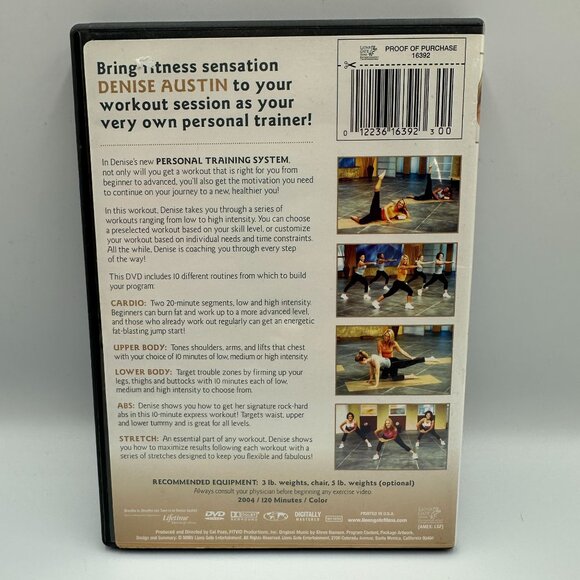 PROOF OF PURCHASE
16392
0 12236 16392 3 00
Bring fitness sensation
DENISE AUSTIN to your
workout session as your
very own personal trainer!
In Denise's new PERSONAL TRAINING SYSTEM,
not only will you get a workout that is right for you from
beginner to advanced, you'll also get the motivation you need
to continue on your journey to a new, healthier you!
In this workout, Denise takes you through a series of
workouts ranging from low to high intensity. You can choose
a preselected workout based on your skill level, or customize
your workout based on individual needs and time constraints.
All the while, Denise is coaching you through every step
of the way!
This DVD includes 10 different routines from which to build
your program:
CARDIO: Two 20-minute segments, low and high intensity.
Beginners can burn fat and work up to a more advanced level,
and those who already work out regularly can get an energetic
fat-blasting jump start!
UPPER BODY: Tones shoulders, arms, and lifts that chest
with your choice of 10 minutes of low, medium or high intensity.
LOWER BODY: Target trouble zones by firming up your
legs, thighs and buttocks with 10 minutes each of low,
medium and high intensity to choose from.
ABS: Denise shows you how to get her signature rock-hard
abs in this 10-minute express workout! Targets waist, upper
and lower tummy and is great for all levels.
STRETCH: An essential part of any workout, Denise shows
you how to maximize results following each workout with a
series of stretches designed to keep you flexible and fabulous!
RECOMMENDED EQUIPMENT: 3 lb. weights, chair, 5 lb. weights (optional)
Always consult your physician before beginning any exercise video.
2004 / 120 Minutes / Color
Lifetime
DVD
DIGITALLY
MASTERED
PRINTED IN USA.
www.lionsgatefilms.com